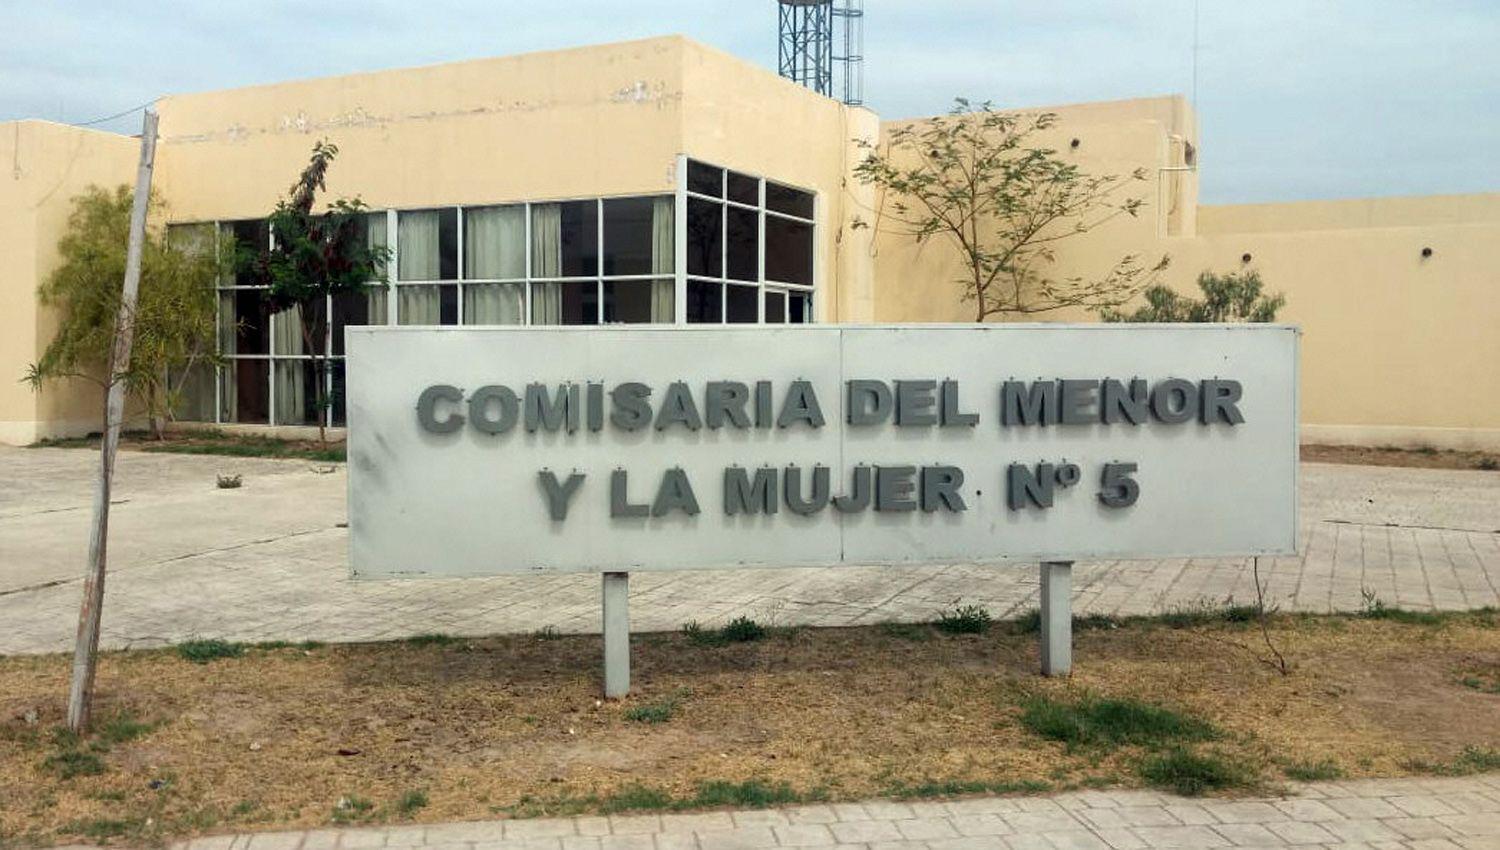 COMISARIA DEL MENOR
Y LA MUJER Nº 5